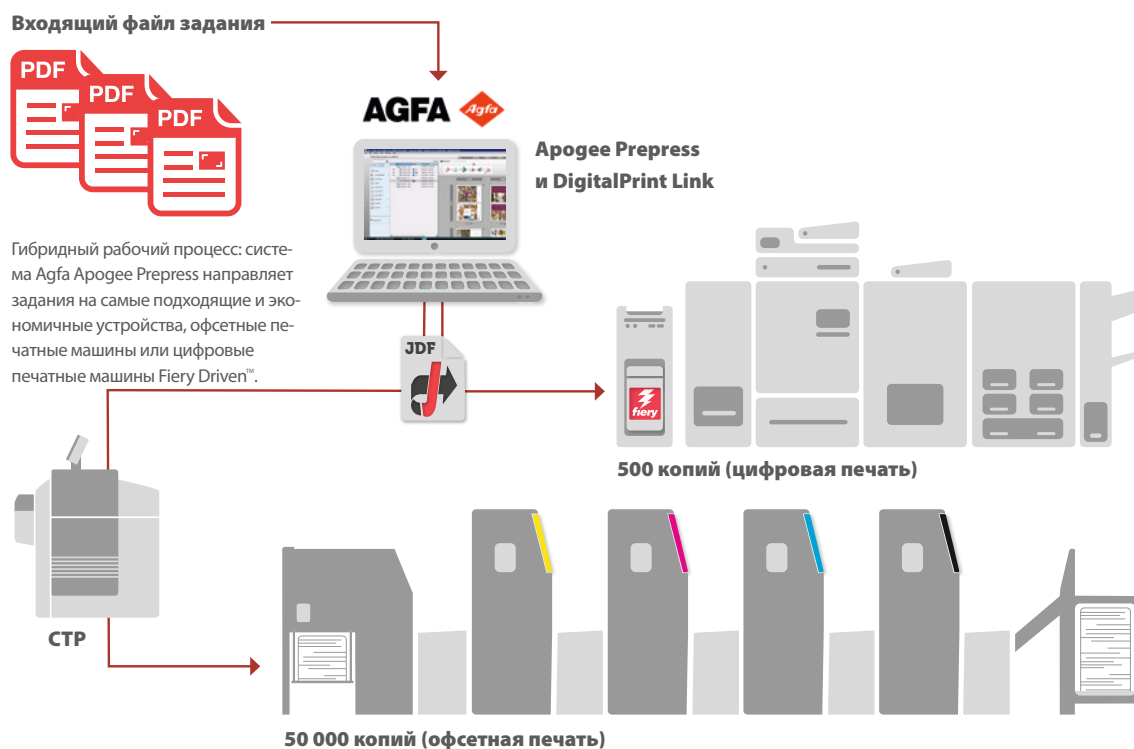 Входящий файл задания
PDF
PDF
PDF
AGFA
Agfa
Apogee Prepress
и DigitalPrint Link
Гибридный рабочий процесс: систе-
ма Agfa Apogee Prepress направляет
задания на самые подходящие и эко-
номичные устройства, офсетные пе-
чатные машины или цифровые
печатные машины Fiery Driven™.
JDF
fiery
500 копий (цифровая печать)
CTP
50 000 копий (офсетная печать)